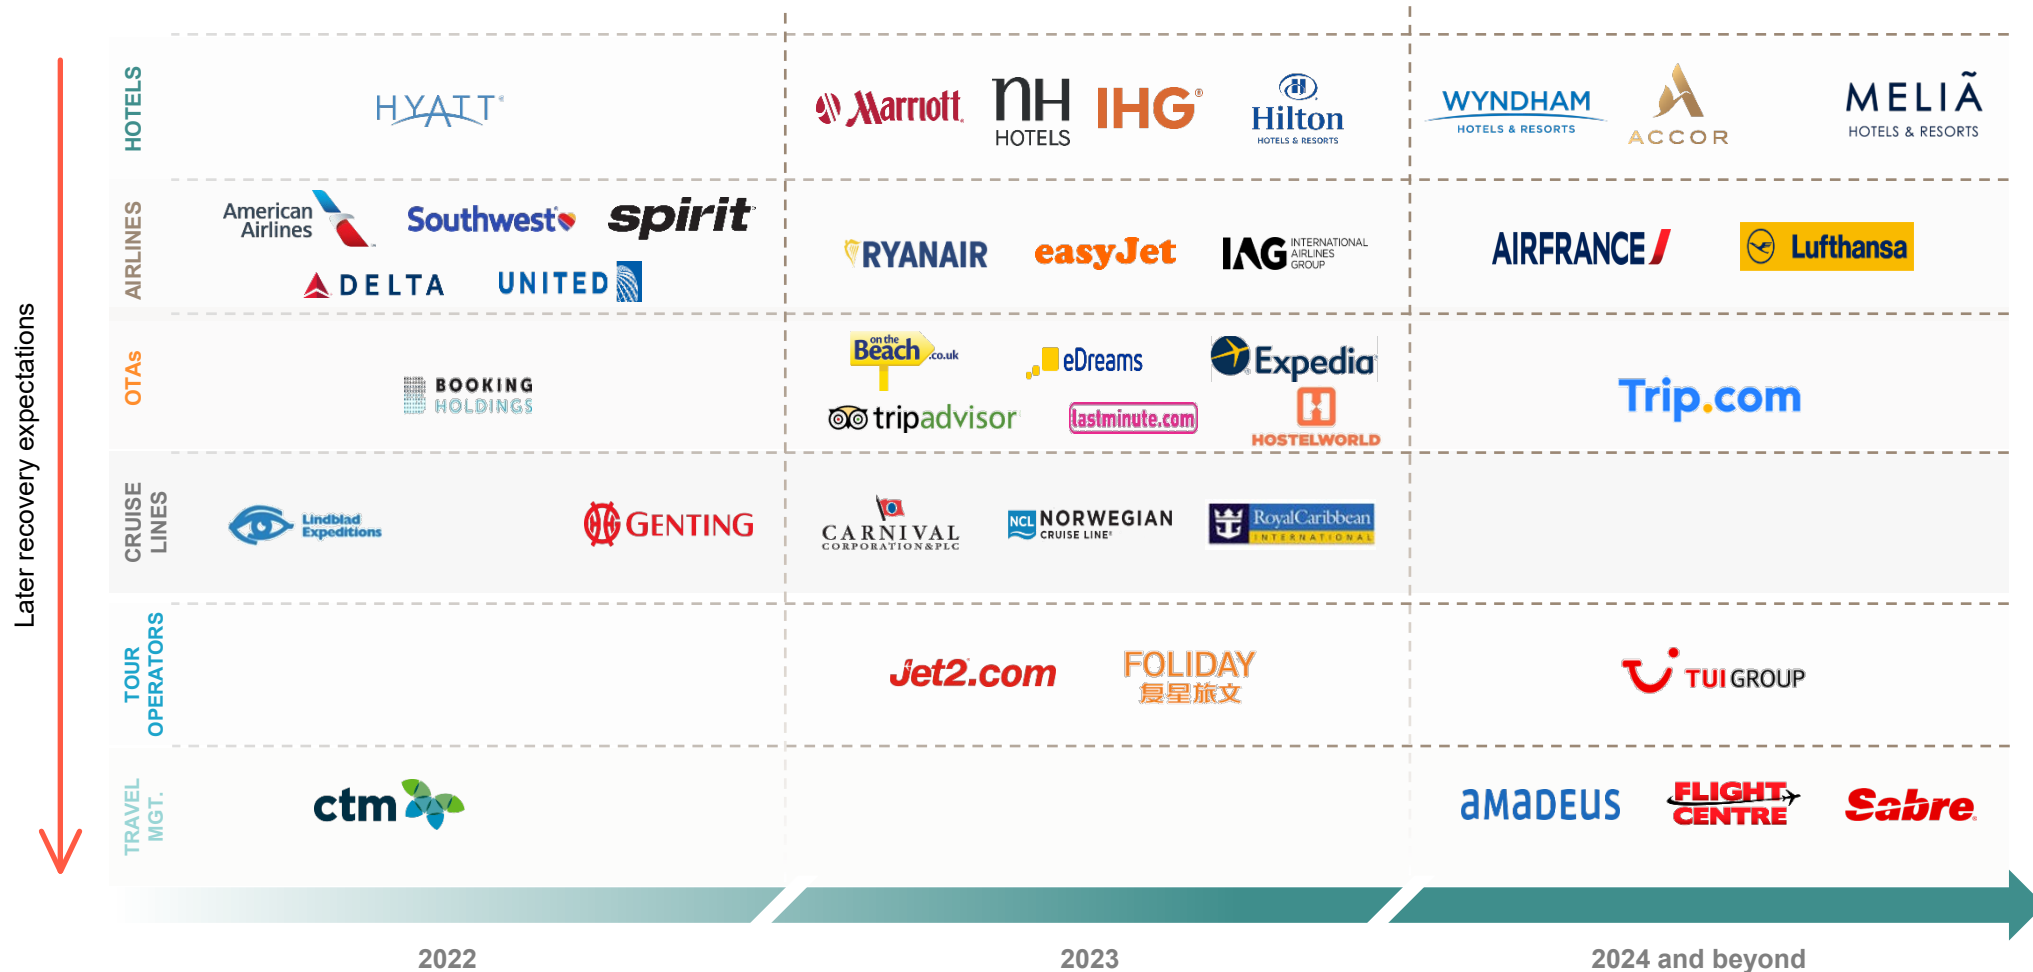 Later recovery expectations
HOTELS
HYATT®
Marriott
nH
HOTELS
IHG®
Hilton
HOTELS & RESORTS
WYNDHAM
HOTELS & RESORTS
ACCOR
MELIÃ
HOTELS & RESORTS
AIRLINES
American
Airlines
Southwest
spirit
DELTA
UNITED
RYANAIR
easyJet
IAG INTERNATIONAL
AIRLINES
GROUP
AIRFRANCE
Lufthansa
OTAs
BOOKING
HOLDINGS
on the
Beach.co.uk
eDreams
Expedia
tripadvisor
lastminute.com
H
HOSTELWORLD
Trip.com
CRUISE
LINES
Lindblad
Expeditions
GENTING
CARNIVAL
CORPORATION&PLC
NCL NORWEGIAN
CRUISE LINE®
RoyalCaribbean
INTERNATIONAL
TOUR
OPERATORS
Jet2.com
FOLIDAY
复星旅文
TUI GROUP
TRAVEL
MGT.
ctm
aMaDEUS
FLIGHT
CENTRE
Sabre
2022
2023
2024 and beyond